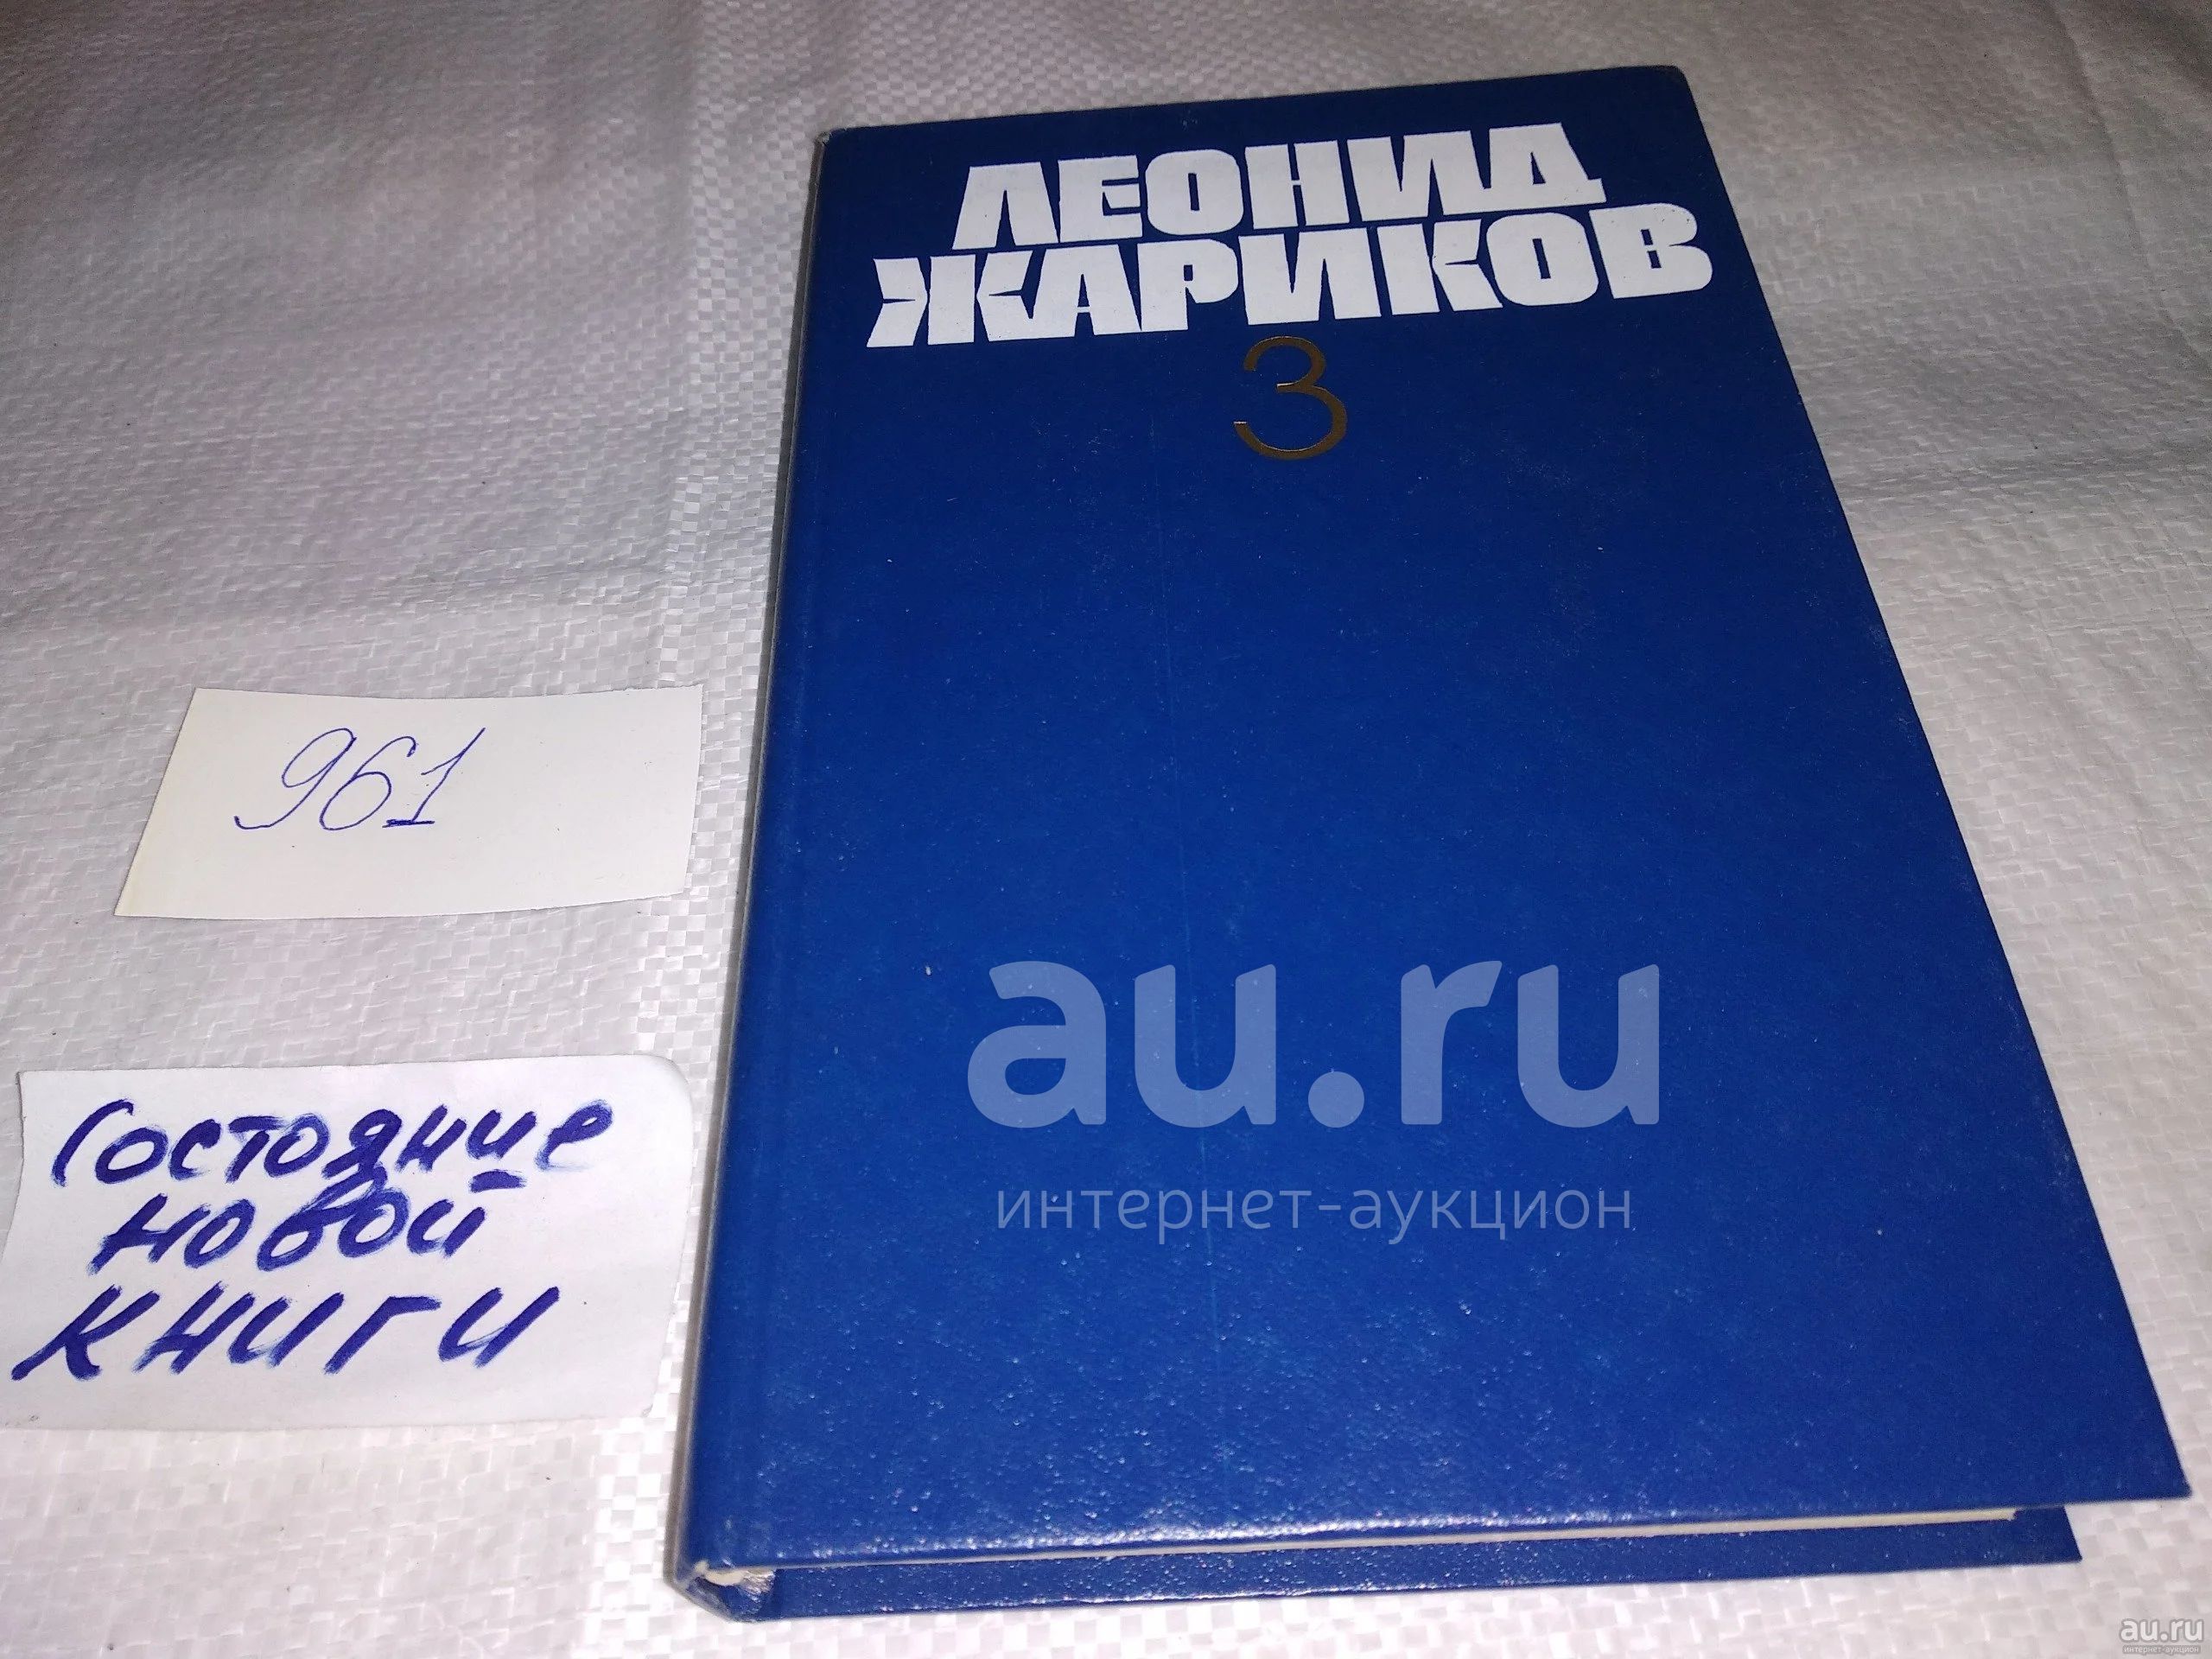 ЛЕОНИД
ЖАРИКОВ
3
961
Состояние
новой
книги
au.ru
интернет-аукцион
au.ru
интернет-аукцион